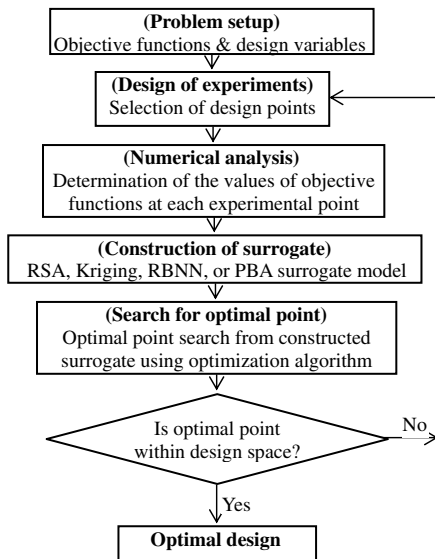 (Problem setup)
Objective functions & design variables
(Design of experiments)
Selection of design points
(Numerical analysis)
Determination of the values of objective
functions at each experimental point
(Construction of surrogate)
RSA, Kriging, RBNN, or PBA surrogate model
(Search for optimal point)
Optimal point search from constructed
surrogate using optimization algorithm
Is optimal point
within design space?
No
Yes
Optimal design